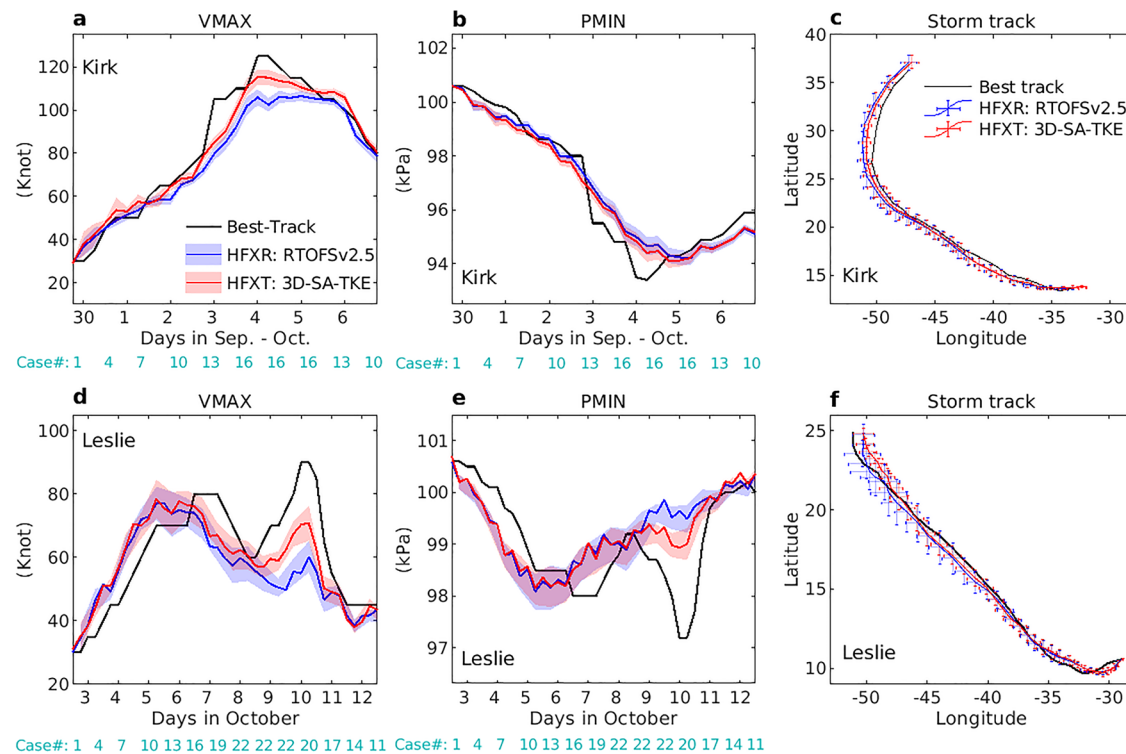 a VMAX
b PMIN
c Storm track
Kirk
(Knot)
120
100
80
60
40
20
Best-Track
HFXR: RTOFSv2.5
HFXT: 3D-SA-TKE
30 1 2 3 4 5 6
Days in Sep. - Oct.
Case#: 1 4 7 10 13 16 16 16 13 10
(kPa)
102
100
98
96
94
Kirk
30 1 2 3 4 5 6
Days in Sep. - Oct.
Case#: 1 4 7 10 13 16 16 16 13 10
Latitude
40
35
30
25
20
15
Best track
HFXR: RTOFSv2.5
HFXT: 3D-SA-TKE
Kirk
-50 -45 -40 -35 -30
Longitude
d VMAX
e PMIN
f Storm track
Leslie
(Knot)
100
80
60
40
20
3 4 5 6 7 8 9 10 11 12
Days in October
Case#: 1 4 7 10 13 16 19 22 22 22 20 17 14 11
(kPa)
101
100
99
98
97
Leslie
3 4 5 6 7 8 9 10 11 12
Days in October
Case#: 1 4 7 10 13 16 19 22 22 22 20 17 14 11
Latitude
25
20
15
10
Leslie
-50 -45 -40 -35 -30
Longitude